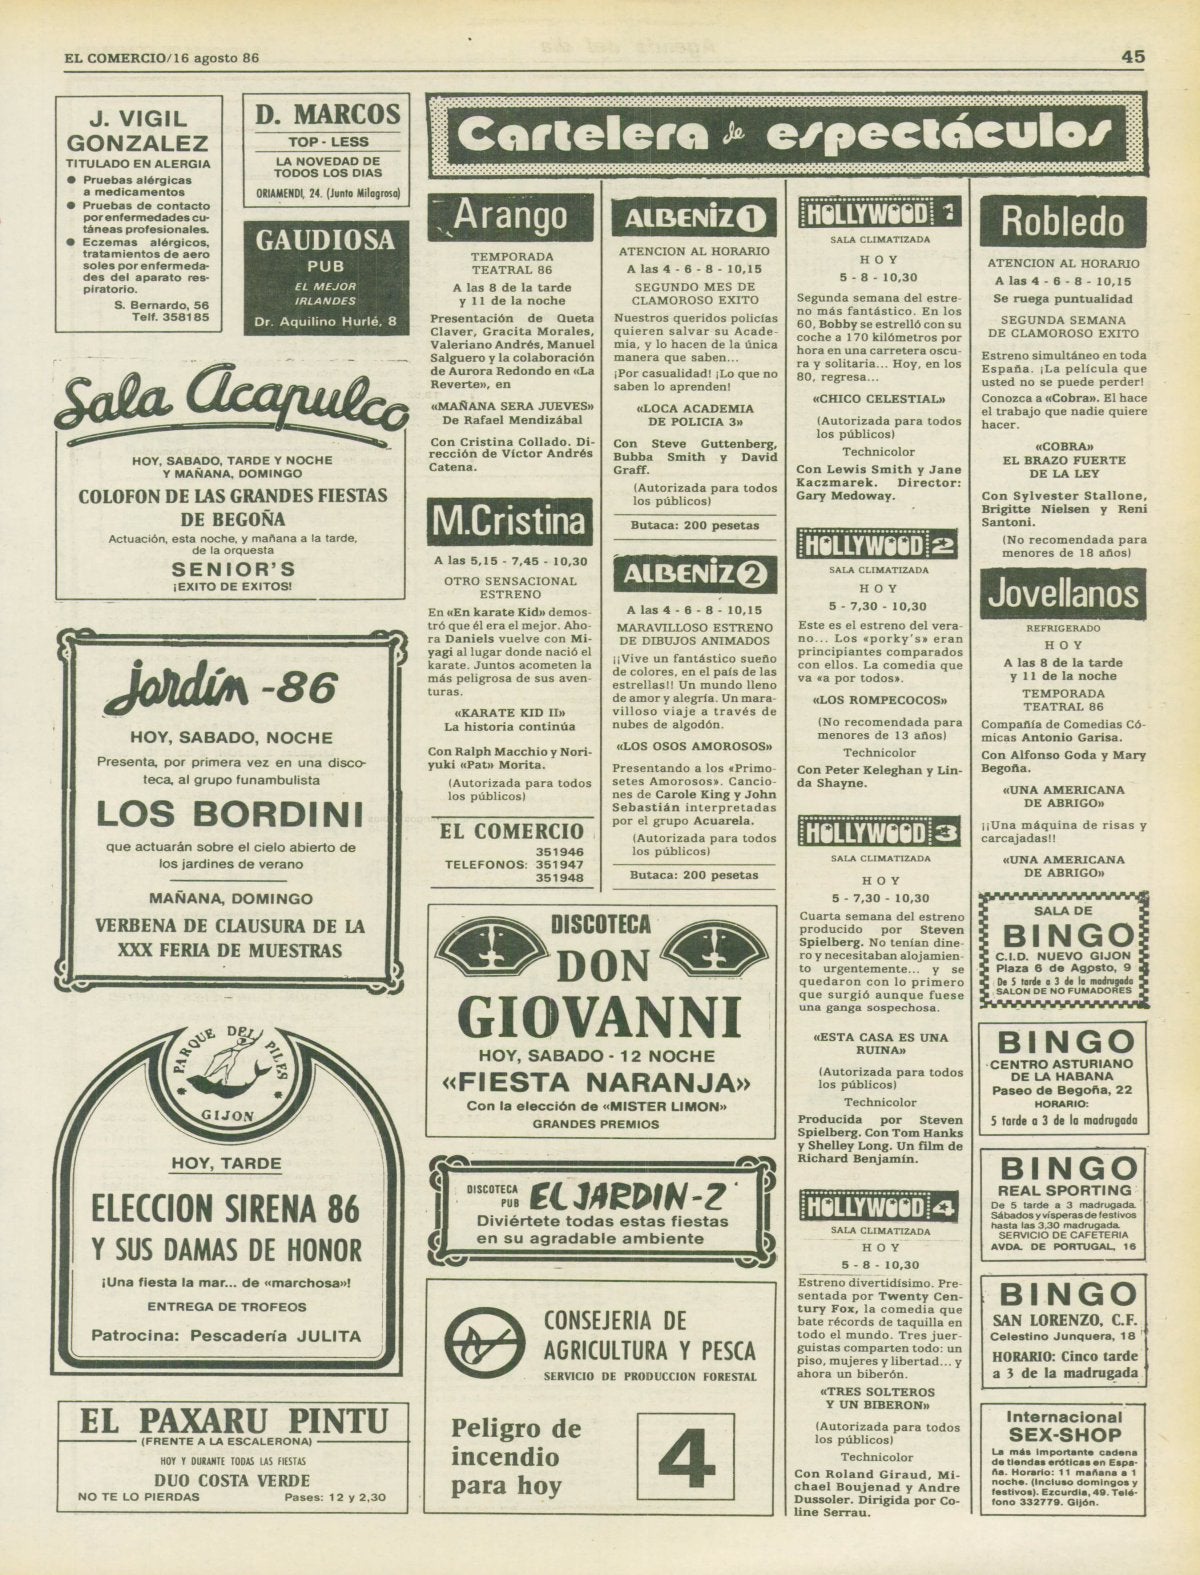 EL COMERCIO/16 agosto 86
45
J. VIGIL
GONZALEZ
TITULADO EN ALERGIA
● Pruebas alérgicas
a medicamentos
● Pruebas de contacto
por enfermedades cu-
táneas profesionales.
● Eczemas alérgicos,
tratamientos de aero
soles por enfermeda-
des del aparato res-
piratorio.
S. Bernardo, 56
Telf. 358185
D. MARCOS
TOP - LESS
LA NOVEDAD DE
TODOS LOS DIAS
ORIAMENDI, 24. (Junto Milagrosa)
GAUDIOSA
PUB
EL MEJOR
IRLANDES
Dr. Aquilino Hurlé, 8
Sala Acapulco
HOY, SABADO, TARDE Y NOCHE
Y MAÑANA, DOMINGO
COLOFON DE LAS GRANDES FIESTAS
DE BEGOÑA
Actuación, esta noche, y mañana a la tarde,
de la orquesta
SENIOR'S
¡EXITO DE EXITOS!
jardín -86
HOY, SABADO, NOCHE
Presenta, por primera vez en una disco-
teca, al grupo funambulista
LOS BORDINI
que actuarán sobre el cielo abierto de
los jardines de verano
MAÑANA, DOMINGO
VERBENA DE CLAUSURA DE LA
XXX FERIA DE MUESTRAS
PARQUE DEL PILES
GIJON
HOY, TARDE
ELECCION SIRENA 86
Y SUS DAMAS DE HONOR
¡Una fiesta la mar... de «marchosa»!
ENTREGA DE TROFEOS
Patrocina: Pescadería JULITA
EL PAXARU PINTU
(FRENTE A LA ESCALERONA)
HOY Y DURANTE TODAS LAS FIESTAS
DUO COSTA VERDE
NO TE LO PIERDAS Pases: 12 y 2,30
Cartelera de espectáculos
Arango
TEMPORADA
TEATRAL 86
A las 8 de la tarde
y 11 de la noche
Presentación de Queta
Claver, Gracita Morales,
Valeriano Andrés, Manuel
Salguero y la colaboración
de Aurora Redondo en «La
Reverte», en
«MAÑANA SERA JUEVES»
De Rafael Mendizábal
Con Cristina Collado. Di-
rección de Víctor Andrés
Catena.
M.Cristina
A las 5,15 - 7,45 - 10,30
OTRO SENSACIONAL
ESTRENO
En «En karate Kid» demos-
tró que él era el mejor. Aho-
ra Daniels vuelve con Mi-
yagi al lugar donde nació el
karate. Juntos acometen la
más peligrosa de sus aven-
turas.
«KARATE KID II»
La historia continúa
Con Ralph Macchio y Nori-
yuki «Pat» Morita.
(Autorizada para todos
los públicos)
EL COMERCIO
351946
TELEFONOS: 351947
351948
ALBENIZ 1
ATENCION AL HORARIO
A las 4 - 6 - 8 - 10,15
SEGUNDO MES DE
CLAMOROSO EXITO
Nuestros queridos policías
quieren salvar su Acade-
mia, y lo hacen de la única
manera que saben...
¡Por casualidad! ¡Lo que no
saben lo aprenden!
«LOCA ACADEMIA
DE POLICIA 3»
Con Steve Guttenberg,
Bubba Smith y David
Graff.
(Autorizada para todos
los públicos)
Butaca: 200 pesetas
ALBENIZ 2
A las 4 - 6 - 8 - 10,15
MARAVILLOSO ESTRENO
DE DIBUJOS ANIMADOS
¡¡Vive un fantástico sueño
de colores, en el país de las
estrellas!! Un mundo lleno
de amor y alegría. Un mara-
villoso viaje a través de
nubes de algodón.
«LOS OSOS AMOROSOS»
Presentando a los «Primo-
setes Amorosos». Cancio-
nes de Carole King y John
Sebastián interpretadas
por el grupo Acuarela.
(Autorizada para todos
los públicos)
Butaca: 200 pesetas
HOLLYWOOD 1
SALA CLIMATIZADA
HOY
5 - 8 - 10,30
Segunda semana del estre-
no más fantástico. En los
60, Bobby se estrelló con su
coche a 170 kilómetros por
hora en una carretera oscu-
ra y solitaria... Hoy, en los
80, regresa...
«CHICO CELESTIAL»
(Autorizada para todos
los públicos)
Technicolor
Con Lewis Smith y Jane
Kaczmarek. Director:
Gary Medoway.
HOLLYWOOD 2
SALA CLIMATIZADA
HOY
5 - 7,30 - 10,30
Este es el estreno del vera-
no... Los «porky's» eran
principiantes comparados
con ellos. La comedia que
va «a por todos».
«LOS ROMPECOCOS»
(No recomendada para
menores de 13 años)
Technicolor
Con Peter Keleghan y Lin-
da Shayne.
HOLLYWOOD 3
SALA CLIMATIZADA
HOY
5 - 7,30 - 10,30
Cuarta semana del estreno
producido por Steven
Spielberg. No tenían dine-
ro y necesitaban alojamien-
to urgentemente... y se
quedaron con lo primero
que surgió aunque fuese
una ganga sospechosa.
«ESTA CASA ES UNA
RUINA»
(Autorizada para todos
los públicos)
Technicolor
Producida por Steven
Spielberg. Con Tom Hanks
y Shelley Long. Un film de
Richard Benjamin.
HOLLYWOOD 4
SALA CLIMATIZADA
HOY
5 - 8 - 10,30
Estreno divertidísimo. Pre-
sentada por Twenty Cen-
tury Fox, la comedia que
bate récords de taquilla en
todo el mundo. Tres juer-
guistas comparten todo: un
piso, mujeres y libertad... y
ahora un biberón.
«TRES SOLTEROS
Y UN BIBERON»
(Autorizada para todos
los públicos)
Technicolor
Con Roland Giraud, Mi-
chael Boujenad y Andre
Dussoler. Dirigida por Co-
line Serrau.
Robledo
ATENCION AL HORARIO
A las 4 - 6 - 8 - 10,15
Se ruega puntualidad
SEGUNDA SEMANA
DE CLAMOROSO EXITO
Estreno simultáneo en toda
España. ¡La película que
usted no se puede perder!
Conozca a «Cobra». El hace
el trabajo que nadie quiere
hacer.
«COBRA»
EL BRAZO FUERTE
DE LA LEY
Con Sylvester Stallone,
Brigitte Nielsen y Reni
Santoni.
(No recomendada para
menores de 18 años)
Jovellanos
REFRIGERADO
HOY
A las 8 de la tarde
y 11 de la noche
TEMPORADA
TEATRAL 86
Compañía de Comedias Có-
micas Antonio Garisa.
Con Alfonso Goda y Mary
Begoña.
«UNA AMERICANA
DE ABRIGO»
¡¡Una máquina de risas y
carcajadas!!
«UNA AMERICANA
DE ABRIGO»
DISCOTECA
DON
GIOVANNI
HOY, SABADO - 12 NOCHE
«FIESTA NARANJA»
Con la elección de «MISTER LIMON»
GRANDES PREMIOS
DISCOTECA
PUB EL JARDIN-2
Diviértete todas estas fiestas
en su agradable ambiente
CONSEJERIA DE
AGRICULTURA Y PESCA
SERVICIO DE PRODUCCION FORESTAL
Peligro de
incendio
para hoy
4
SALA DE
BINGO
C.I.D. NUEVO GIJON
Plaza 6 de Agosto, 9
De 5 tarde a 3 de la madrugada
SALON DE NO FUMADORES
BINGO
CENTRO ASTURIANO
DE LA HABANA
Paseo de Begoña, 22
HORARIO:
5 tarde a 3 de la madrugada
BINGO
REAL SPORTING
De 5 tarde a 3 madrugada.
Sábados y vísperas de festivos
hasta las 3,30 madrugada.
SERVICIO DE CAFETERIA
AVDA. DE PORTUGAL, 16
BINGO
SAN LORENZO, C.F.
Celestino Junquera, 18
HORARIO: Cinco tarde
a 3 de la madrugada
Internacional
SEX-SHOP
La más importante cadena
de tiendas eróticas en Espa-
ña. Horario: 11 mañana a 1
noche. (Incluso domingos y
festivos). Ezcurdia, 49. Telé-
fono 332779. Gijón.